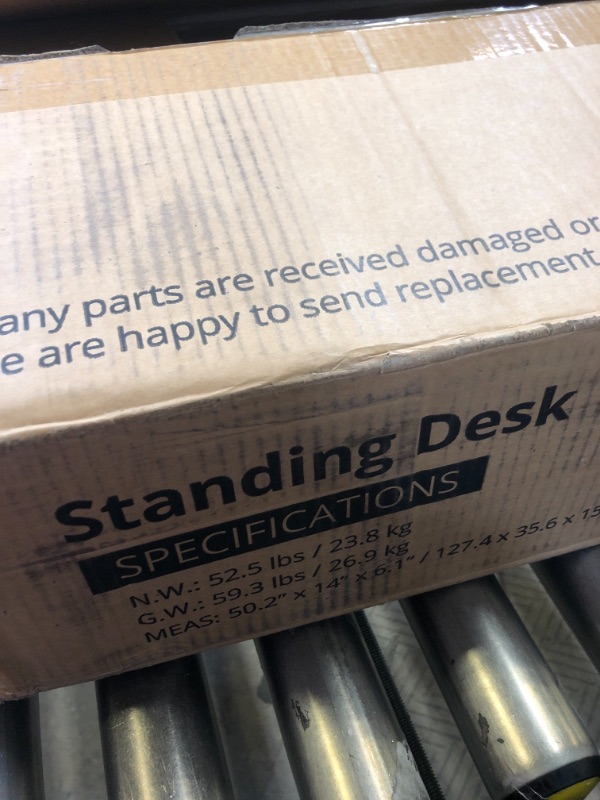 any parts are received damaged or
e are happy to send replacement
Standing Desk
SPECIFICATIONS
N.W.: 52.5 lbs / 23.8 kg
G.W.: 59.3 lbs / 26.9 kg
MEAS: 50.2" x 14" x 6.1" / 127.4 x 35.6 x 15